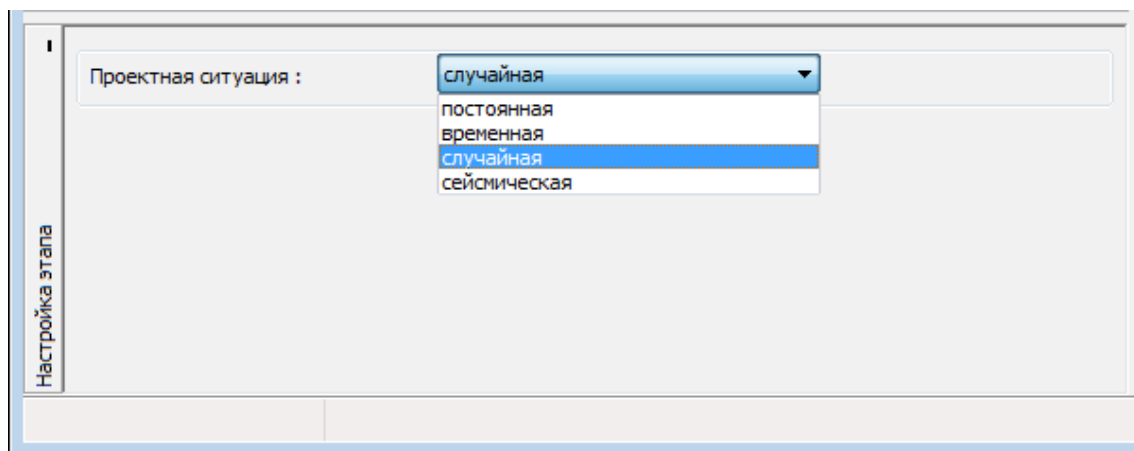 Проектная ситуация :
случайная
постоянная
временная
случайная
сейсмическая
Настройка этапа